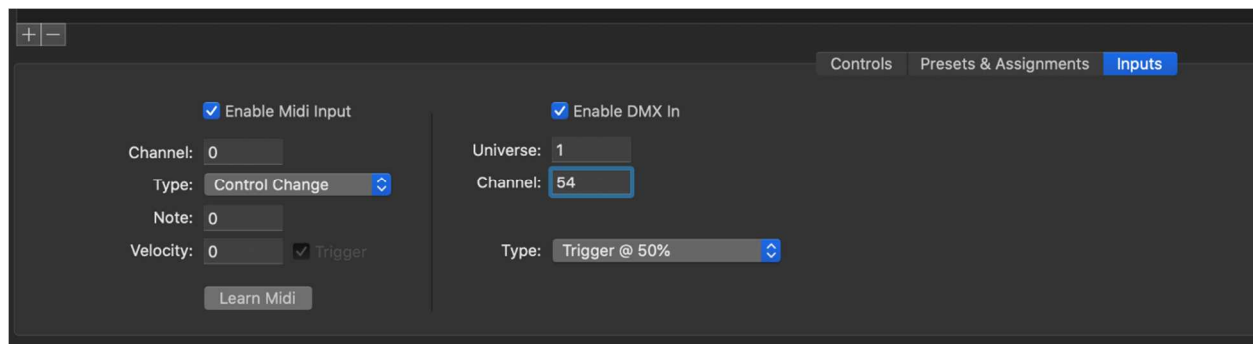 + −
Controls Presets & Assignments Inputs
Enable Midi Input
Channel: 0
Type: Control Change
Note: 0
Velocity: 0 Trigger
Learn Midi
Enable DMX In
Universe: 1
Channel: 54
Type: Trigger @ 50%